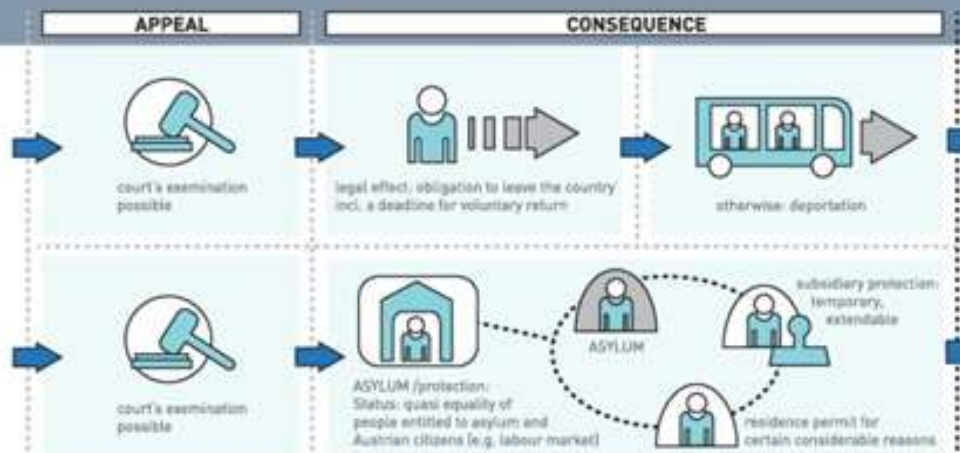 APPEAL
CONSEQUENCE
court's exemination
possible
legal effect, obligation to leave the country
incl. a deadline for voluntary return
otherwise: deportation
court's exemination
possible
ASYLUM /protection:
Status: quasi equality of
people entitled to asylum and
Austrian citizens (e.g. labour market)
ASYLUM
subsidiary protection:
temporary,
extendable
residence permit for
certain considerable reasons